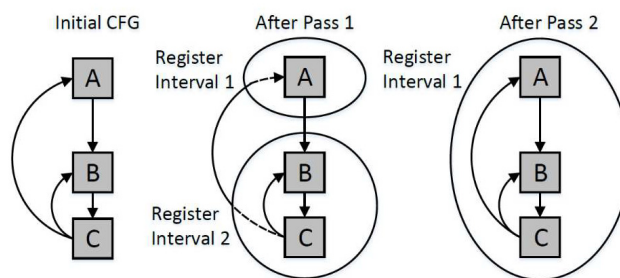 Initial CFG
A
B
C
After Pass 1
Register
Interval 1
A
B
C
Register
Interval 2
After Pass 2
Register
Interval 1
A
B
C